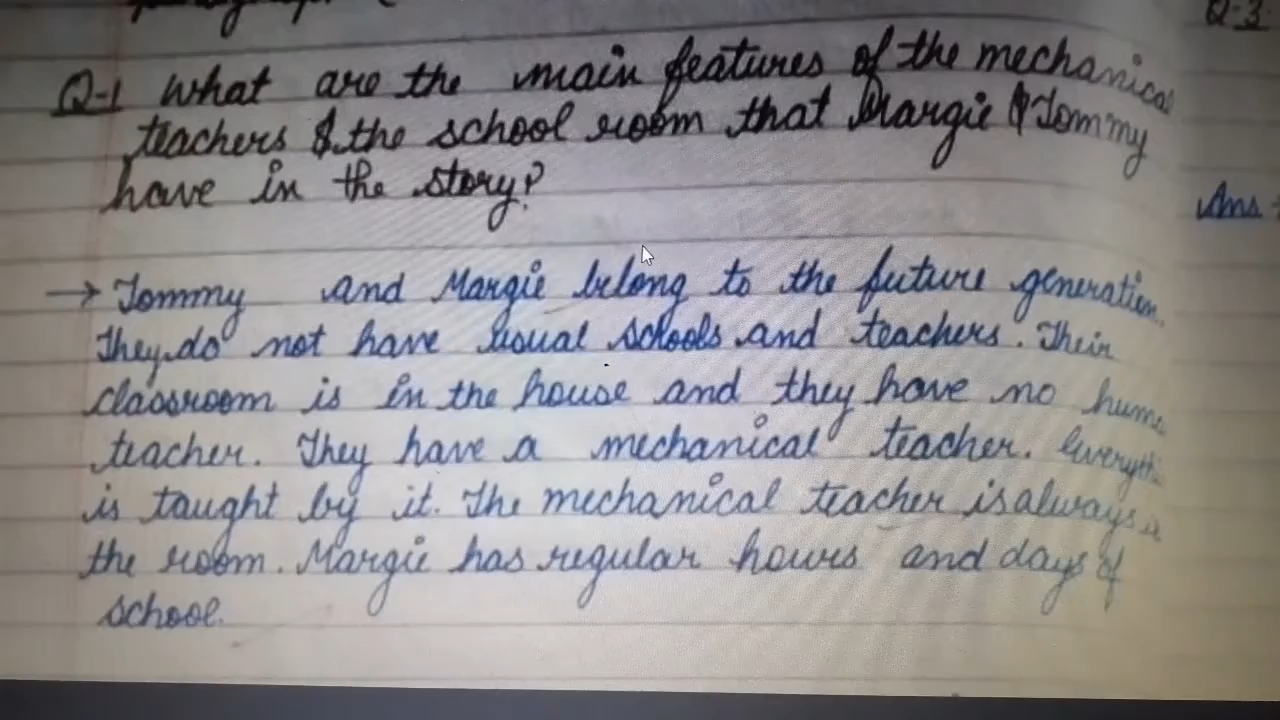 Q-3
Q-1 What are the main features of the mechanical
teachers & the school room that Margie & Tommy
have in the story?
Ans
→ Tommy and Margie belong to the future generation.
They do not have usual schools and teachers. Their
classroom is in the house and they have no
teacher. They have a mechanical teacher.
is taught by it. The mechanical teacher is always
the room. Margie has regular hours and days of
school.